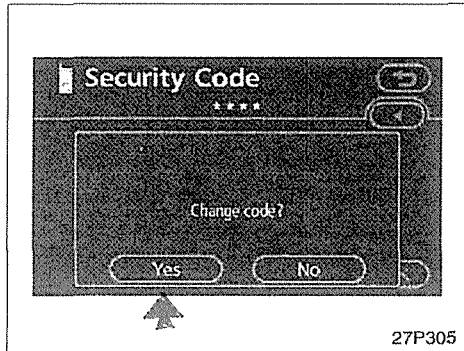 Security Code
****
Change code?
Yes No
27P305